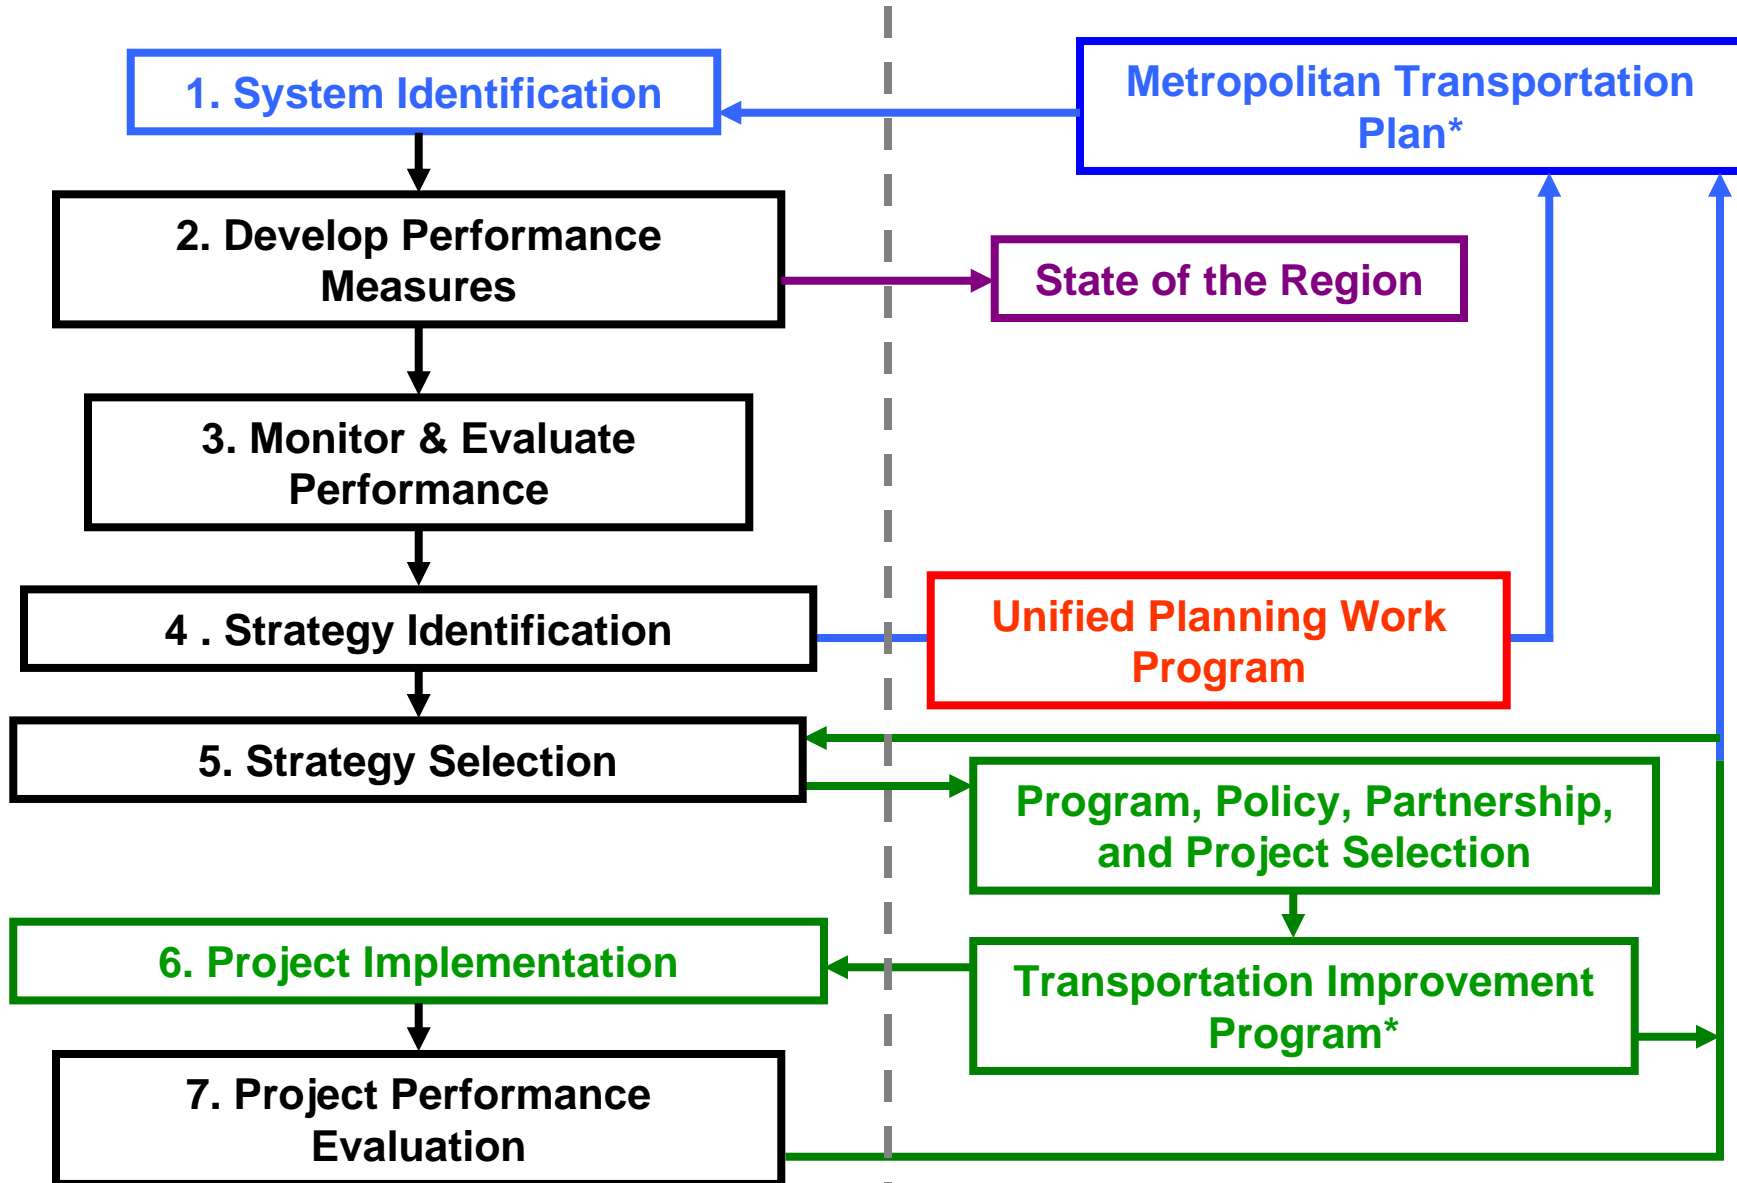 1. System Identification
Metropolitan Transportation
Plan*
2. Develop Performance
Measures
State of the Region
3. Monitor & Evaluate
Performance
4 . Strategy Identification
Unified Planning Work
Program
5. Strategy Selection
Program, Policy, Partnership,
and Project Selection
6. Project Implementation
Transportation Improvement
Program*
7. Project Performance
Evaluation